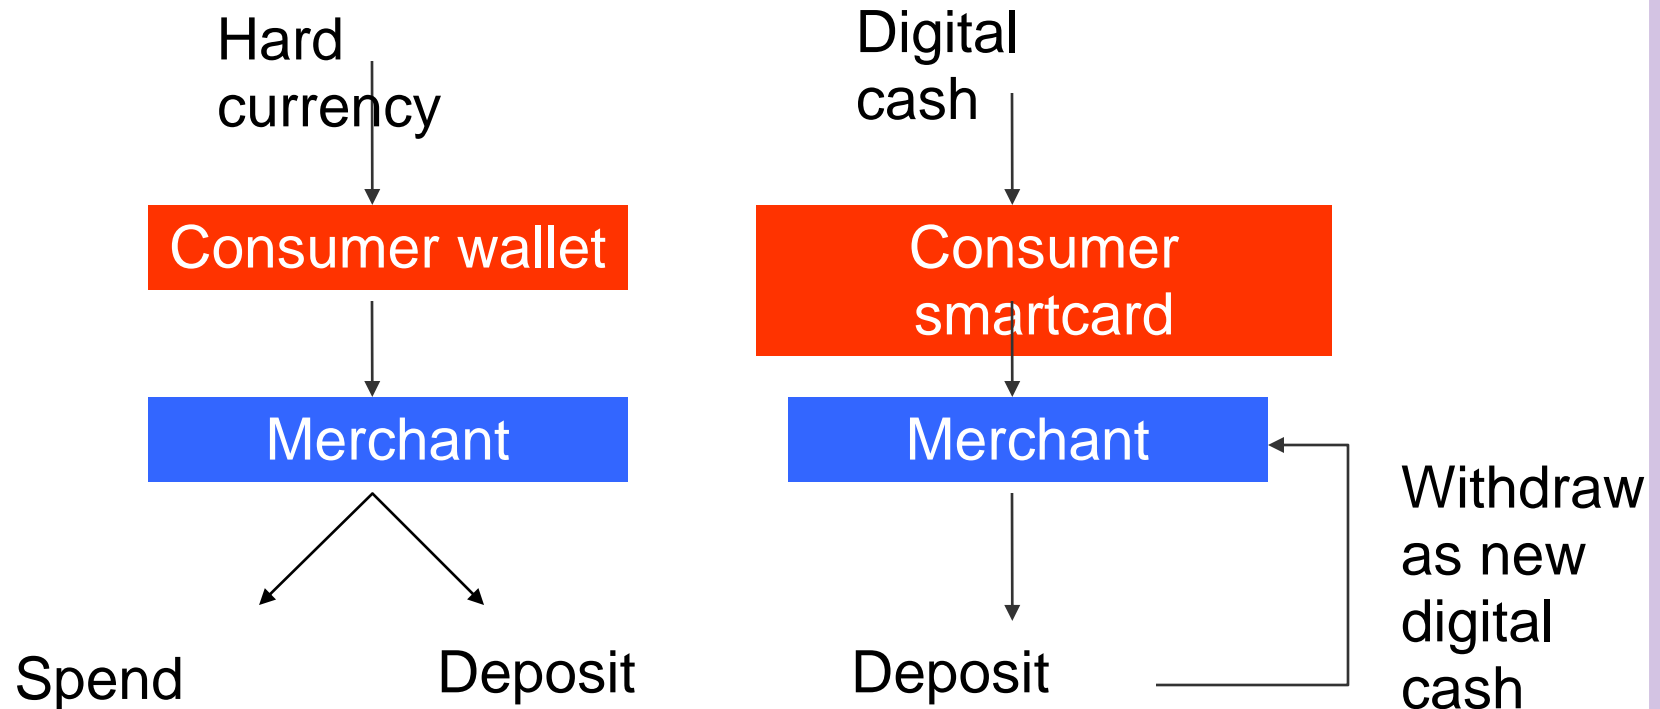 Hard
currency
Consumer wallet
Merchant
Spend
Deposit
Digital
cash
Consumer
smartcard
Merchant
Deposit
Withdraw
as new
digital
cash